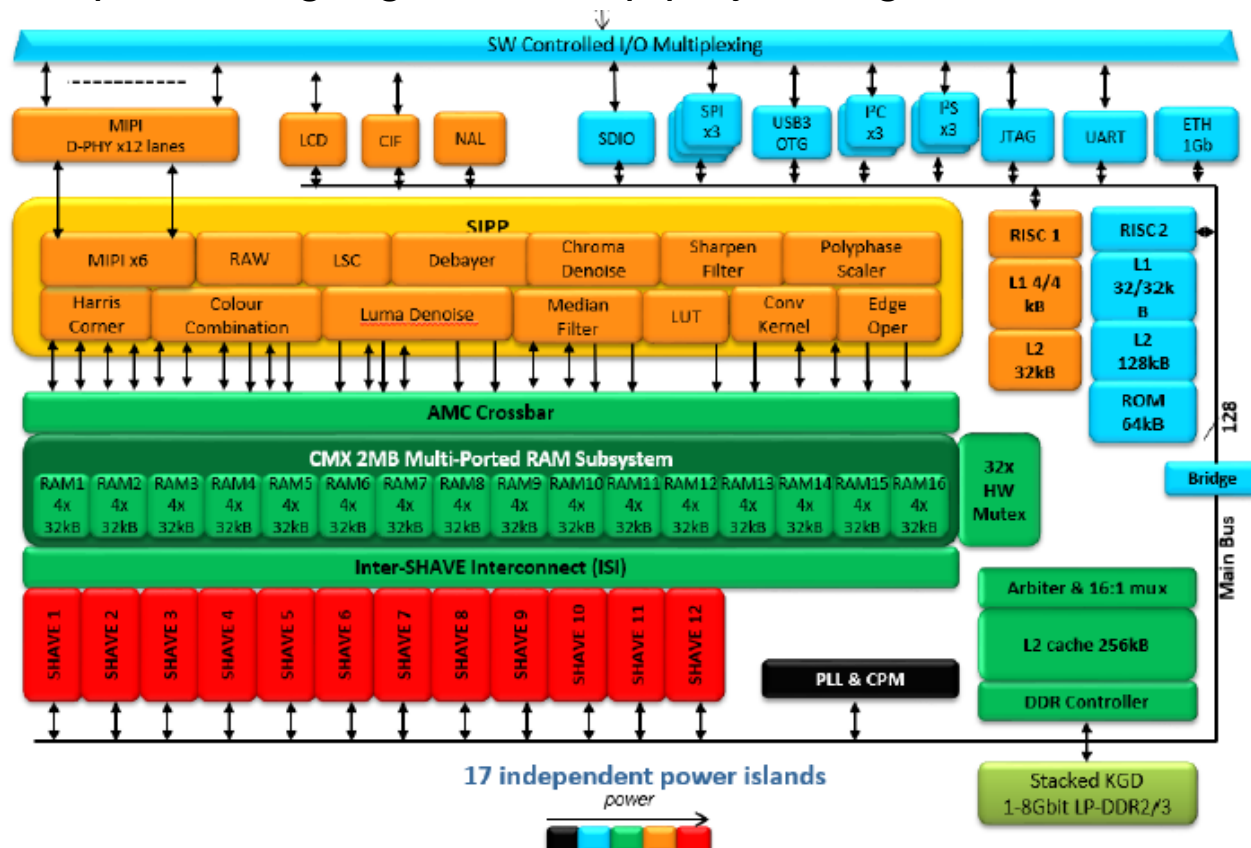 SW Controlled I/O Multiplexing
MIPI
D-PHY x12 lanes
LCD
CIF
NAL
SDIO
SPI
x3
USB3
OTG
I²C
x3
I²S
x3
JTAG
UART
ETH
1Gb
SIPP
MIPI x6
RAW
LSC
Debayer
Chroma
Denoise
Sharpen
Filter
Polyphase
Scaler
Harris
Corner
Colour
Combination
Luma Denoise
Median
Filter
LUT
Conv
Kernel
Edge
Oper
RISC 1
L1 4/4
kB
L2
32kB
RISC 2
L1
32/32k
B
L2
128kB
ROM
64kB
128
Bridge
Main Bus
AMC Crossbar
CMX 2MB Multi-Ported RAM Subsystem
RAM1 RAM2 RAM3 RAM4 RAM5 RAM6 RAM7 RAM8 RAM9 RAM10 RAM11 RAM12 RAM13 RAM14 RAM15 RAM16
4x 4x 4x 4x 4x 4x 4x 4x 4x 4x 4x 4x 4x 4x 4x 4x
32kB 32kB 32kB 32kB 32kB 32kB 32kB 32kB 32kB 32kB 32kB 32kB 32kB 32kB 32kB 32kB
32x
HW
Mutex
Inter-SHAVE Interconnect (ISI)
SHAVE 1
SHAVE 2
SHAVE 3
SHAVE 4
SHAVE 5
SHAVE 6
SHAVE 7
SHAVE 8
SHAVE 9
SHAVE 10
SHAVE 11
SHAVE 12
PLL & CPM
Arbiter & 16:1 mux
L2 cache 256kB
DDR Controller
Stacked KGD
1-8Gbit LP-DDR2/3
17 independent power islands
power